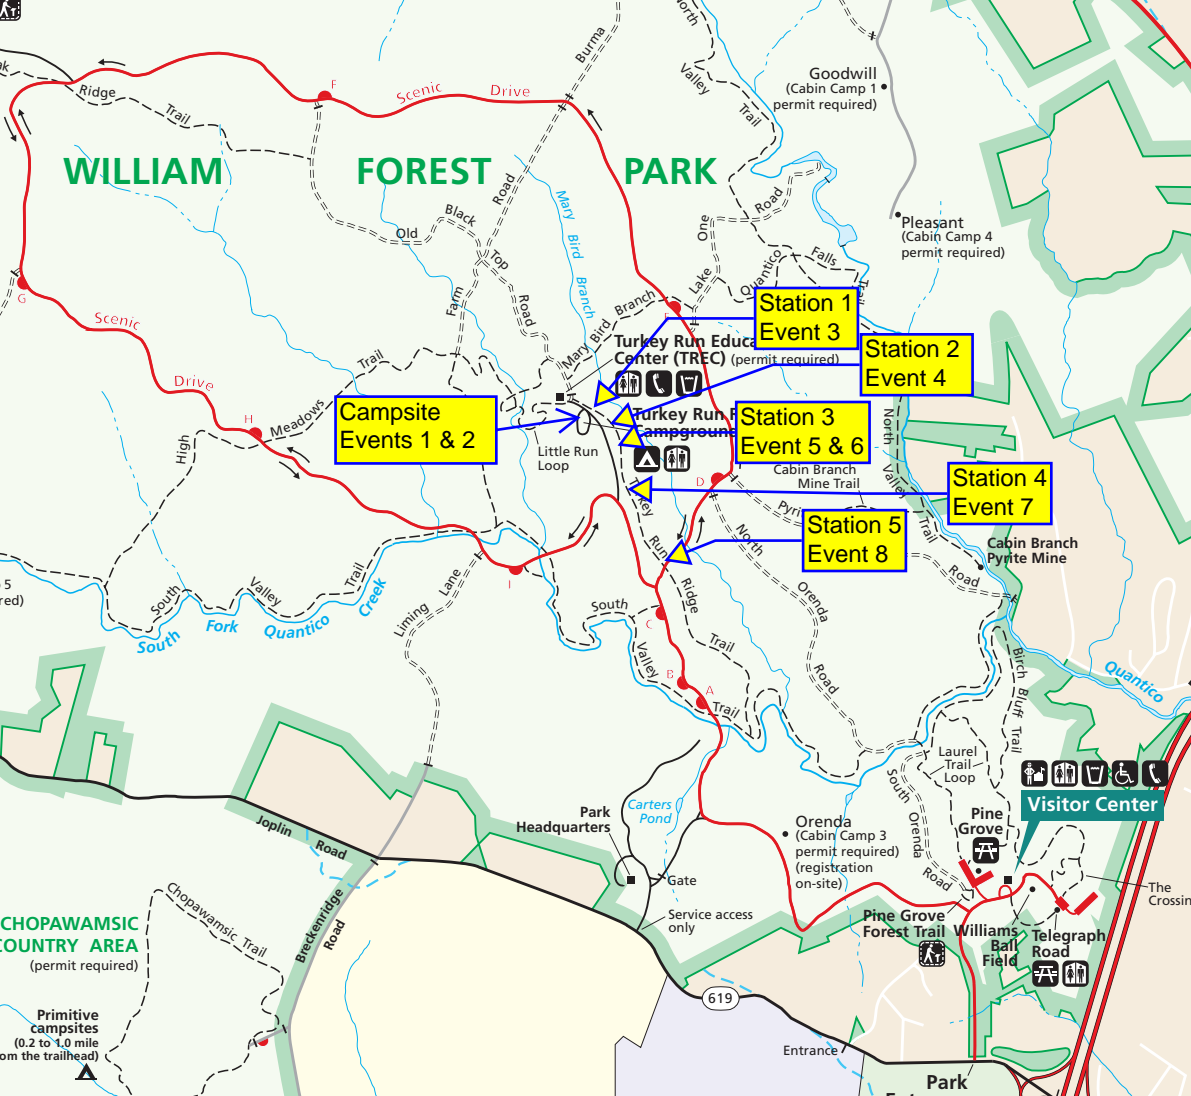 Burma
North
Valley
Trail
Goodwill
(Cabin Camp 1
permit required)
Ridge
Trail
F
Scenic Drive
WILLIAM FOREST PARK
Pleasant
(Cabin Camp 4
permit required)
Old
Black
Road
Top
Road
Farm
Mary
Bird
Branch
One
Road
Lake
Quantico
Falls
Trail
G
Scenic
Drive
H
High
Meadows
Trail
Mary Bird Branch
Station 1
Event 3
Turkey Run Educa
Center (TREC) (permit required)
Station 2
Event 4
Campsite
Events 1 & 2
Turkey Run
Campground
Station 3
Event 5 & 6
Little Run
Loop
Cabin Branch
Mine Trail
North
Valley
Trail
D
Station 4
Event 7
Station 5
Event 8
Turkey
Run
Ridge
Trail
North
Orenda
Road
Cabin Branch
Pyrite Mine
Road
I
South
Valley
Trail
South
Fork
Quantico
Creek
Liming
Lane
South
Valley
Trail
C
B
A
Birch Bluff Trail
Quantico
Laurel
Trail
Loop
South
Orenda
Road
Visitor Center
Pine
Grove
Carters
Pond
Park
Headquarters
Gate
Service access
only
Orenda
(Cabin Camp 3
permit required)
(registration
on-site)
Joplin
Road
The
Crossin
Pine Grove
Forest Trail
Williams
Ball
Field
Telegraph
Road
CHOPAWAMSIC
COUNTRY AREA
(permit required)
Chopawamsic Trail
Breckenridge
Road
619
Primitive
campsites
(0.2 to 1.0 mile
om the trailhead)
Entrance
Park